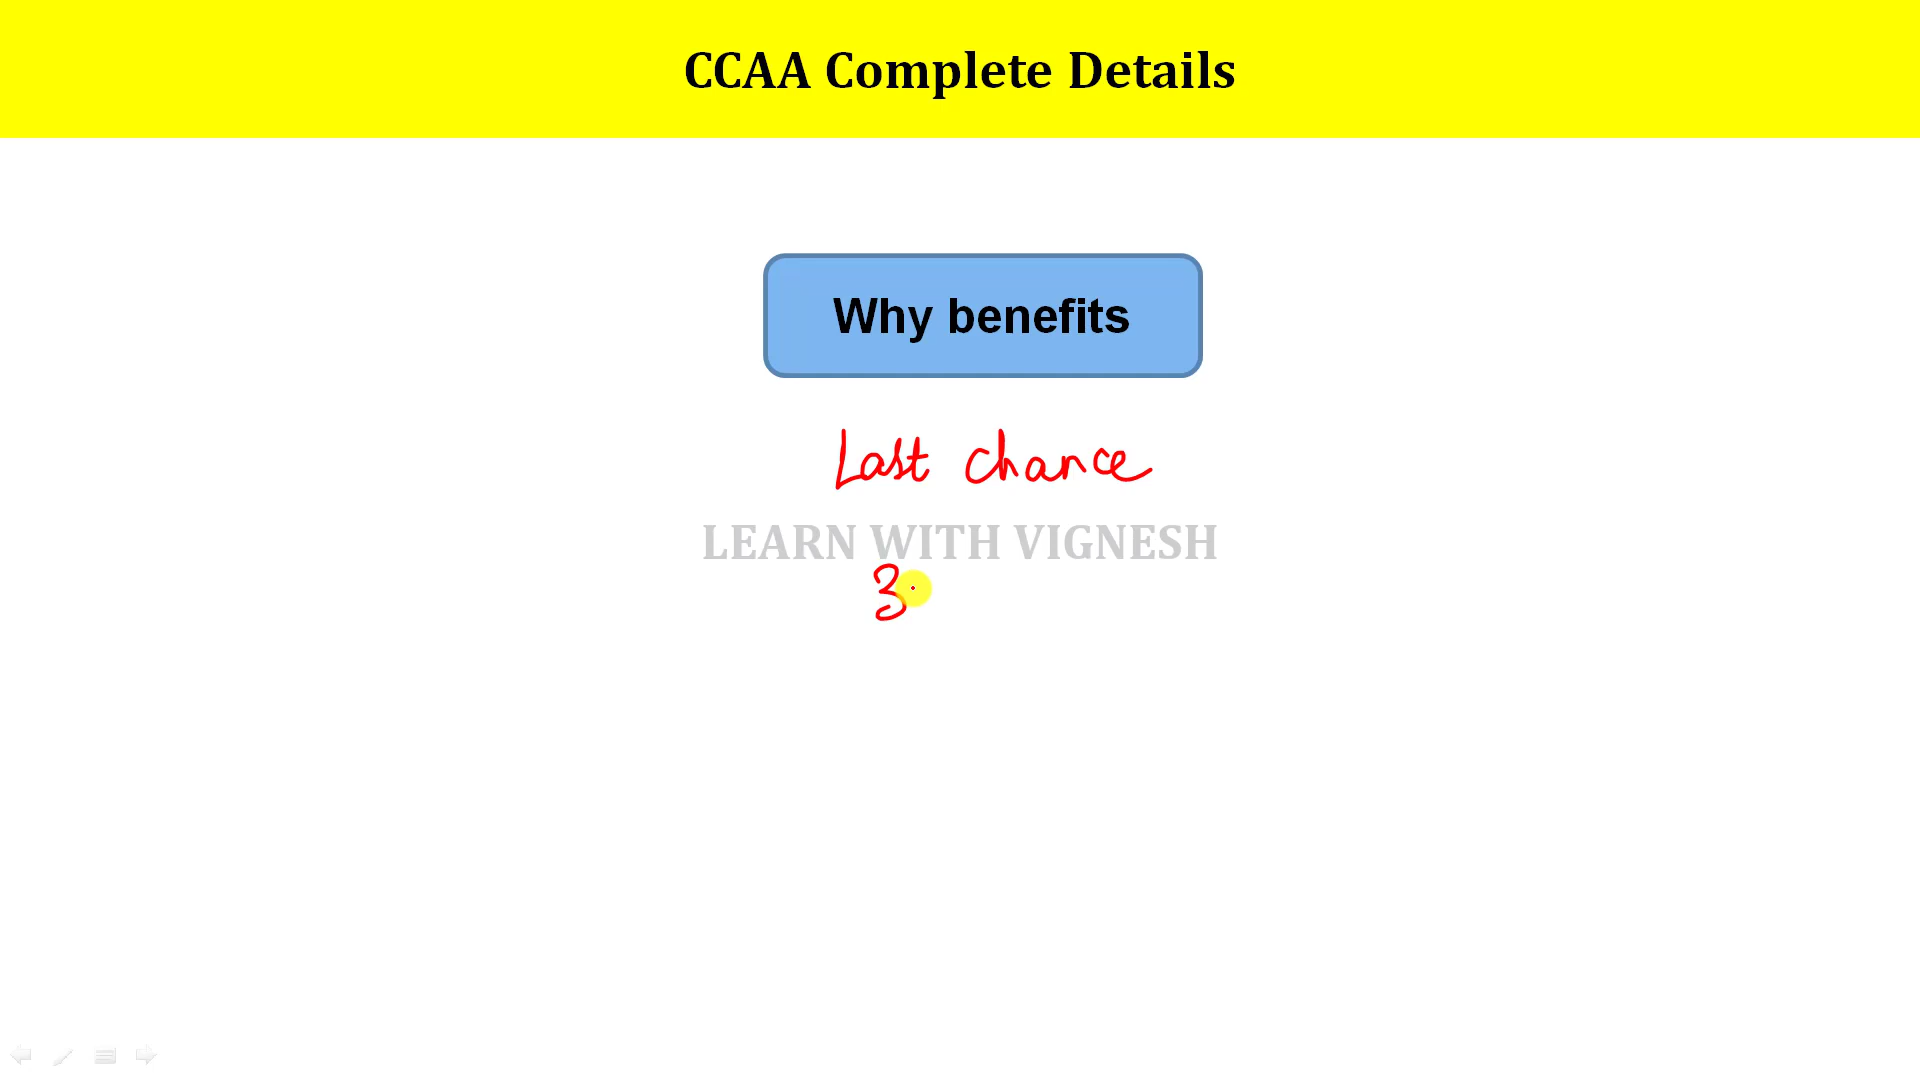 CCAA Complete Details
Why benefits
Last chance
LEARN WITH VIGNESH
3